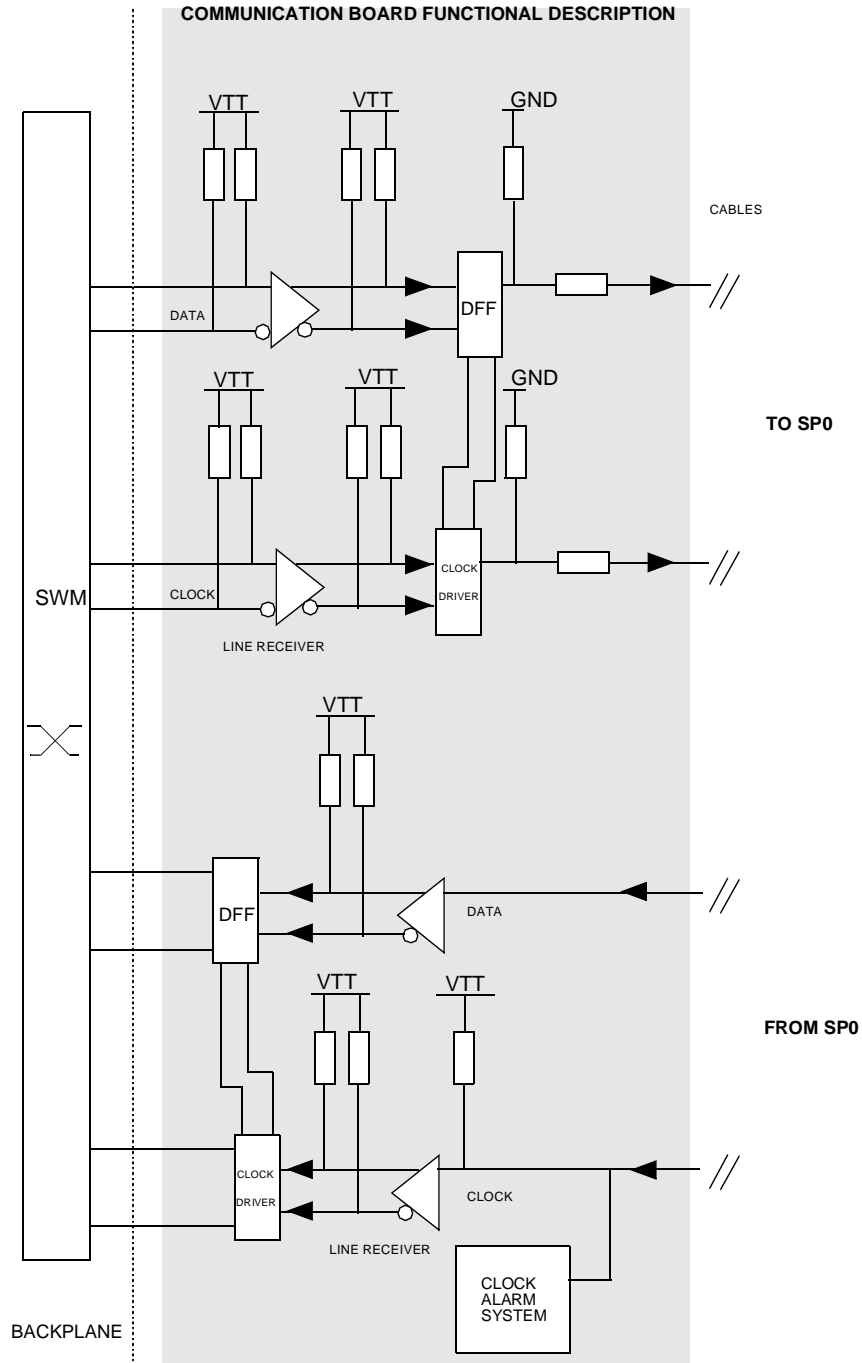 COMMUNICATION BOARD FUNCTIONAL DESCRIPTION
VTT
VTT
GND
CABLES
DATA
DFF
VTT
VTT
GND
TO SP0
SWM
CLOCK
CLOCK
DRIVER
LINE RECEIVER
VTT
DFF
DATA
VTT
VTT
FROM SP0
CLOCK
DRIVER
CLOCK
LINE RECEIVER
CLOCK
ALARM
SYSTEM
BACKPLANE